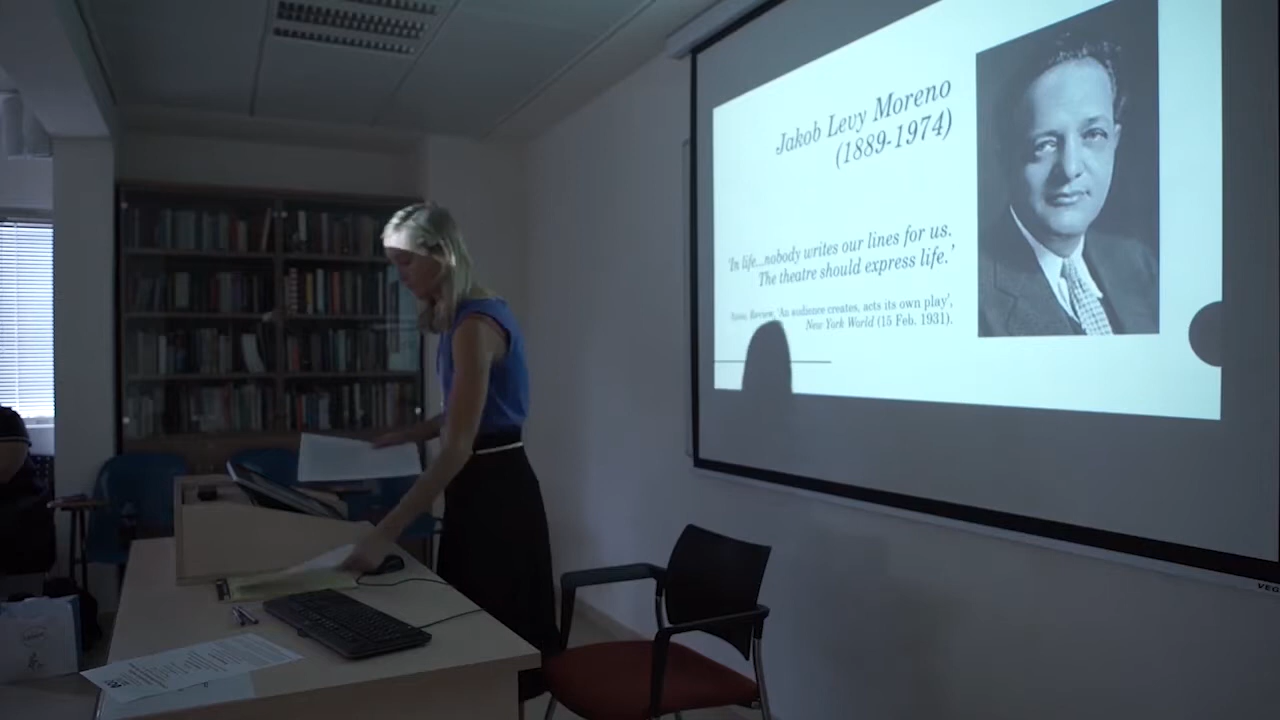 Jakob Levy Moreno
(1889-1974)
'In life...nobody writes our lines for us.
The theatre should express life.'
'An audience creates, acts its own play',
New York World (15 Feb. 1931).